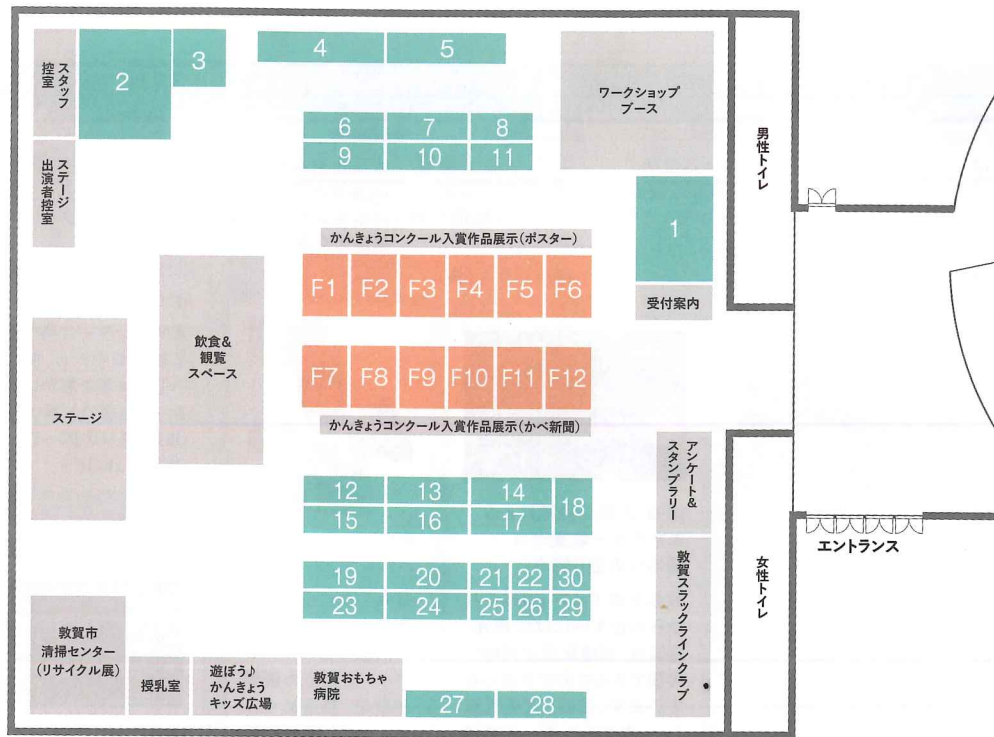 スタッフ
控室
2
3
4
5
ワークショップ
ブース
男性トイレ
6
7
8
9
10
11
ステージ
出演者控室
1
かんきょうコンクール入賞作品展示(ポスター)
F1
F2
F3
F4
F5
F6
受付案内
飲食&
観覧
スペース
ステージ
F7
F8
F9
F10
F11
F12
かんきょうコンクール入賞作品展示(かべ新聞)
アンケート&
スタンプラリー
12
13
14
18
15
16
17
エントランス
女性トイレ
敦賀スラックラインクラブ
19
20
21
22
30
23
24
25
26
29
敦賀市
清掃センター
(リサイクル展)
授乳室
遊ぼう♪
かんきょう
キッズ広場
敦賀おもちゃ
病院
27
28